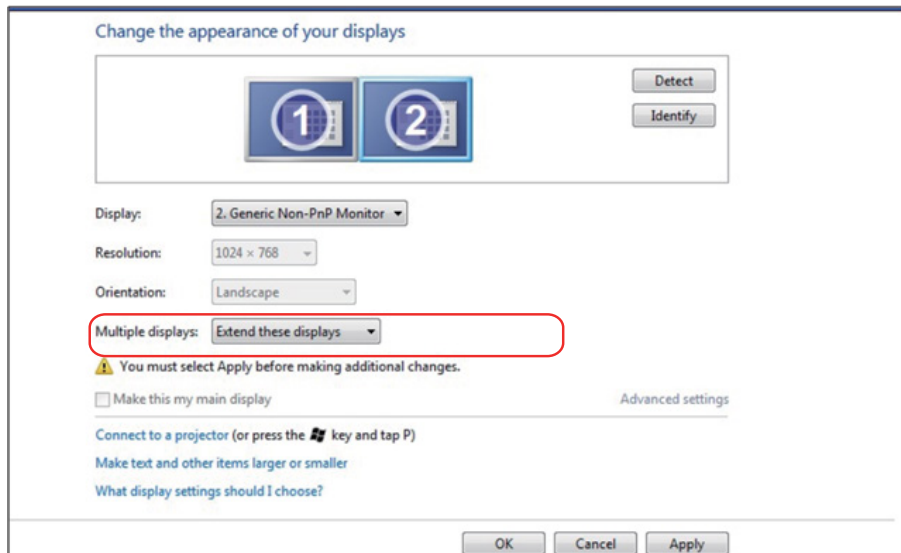 Change the appearance of your displays
1 2
Detect
Identify
Display: 2. Generic Non-PnP Monitor
Resolution: 1024 × 768
Orientation: Landscape
Multiple displays: Extend these displays
You must select Apply before making additional changes.
Make this my main display Advanced settings
Connect to a projector (or press the key and tap P)
Make text and other items larger or smaller
What display settings should I choose?
OK Cancel Apply